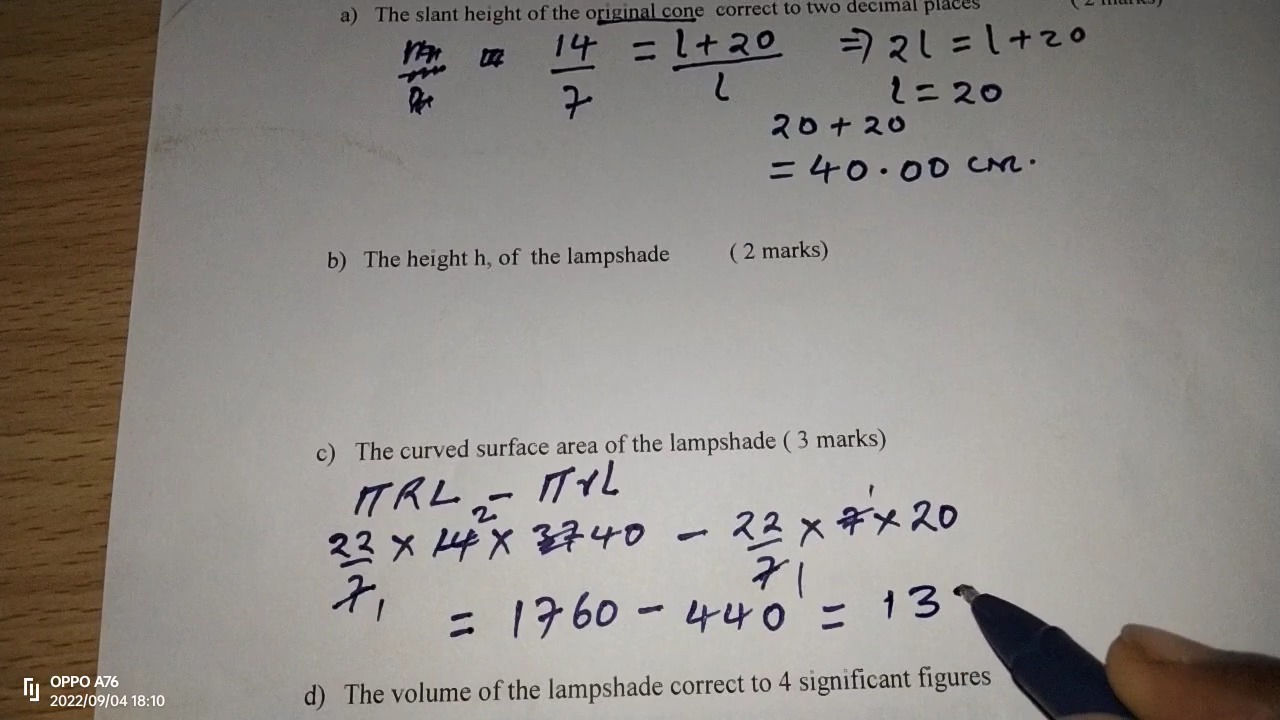 a) The slant height of the original cone correct to two decimal places
14/7 = l+20/l ⇒ 2l = l+20
l = 20
20 + 20
= 40.00 cm.
b) The height h, of the lampshade ( 2 marks)
c) The curved surface area of the lampshade ( 3 marks)
πRL - πrl
22/7 × 14 × 40 - 22/7 × 7 × 20
= 1760 - 440 = 13
d) The volume of the lampshade correct to 4 significant figures
OPPO A76
2022/09/04 18:10